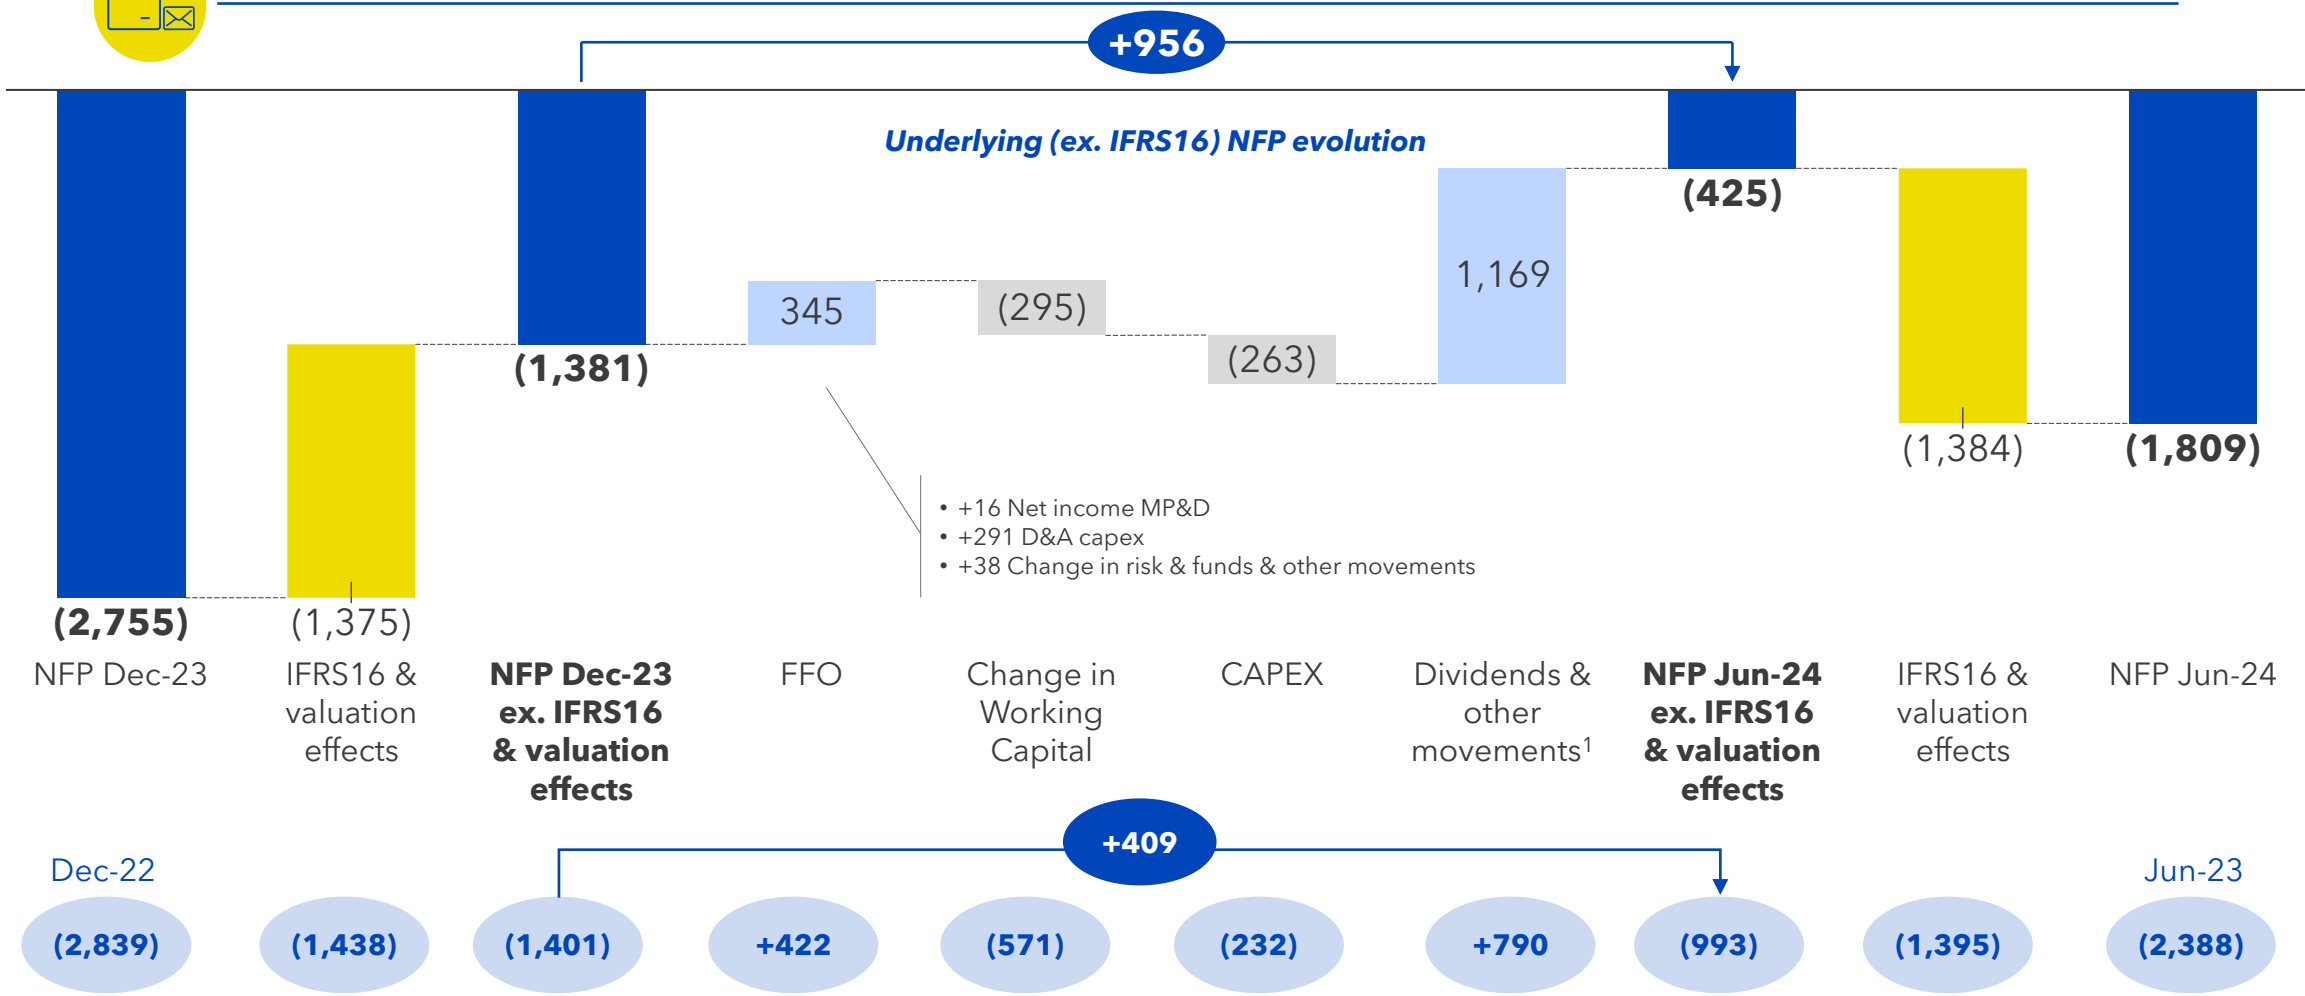 +956
Underlying (ex. IFRS16) NFP evolution
(425)
1,169
345
(295)
(263)
(1,381)
(1,384)
(1,809)
• +16 Net income MP&D
• +291 D&A capex
• +38 Change in risk & funds & other movements
(2,755)
(1,375)
NFP Dec-23
IFRS16 &
valuation
effects
NFP Dec-23
ex. IFRS16
& valuation
effects
FFO
Change in
Working
Capital
CAPEX
Dividends &
other
movements¹
NFP Jun-24
ex. IFRS16
& valuation
effects
IFRS16 &
valuation
effects
NFP Jun-24
+409
Dec-22
Jun-23
(2,839)
(1,438)
(1,401)
+422
(571)
(232)
+790
(993)
(1,395)
(2,388)